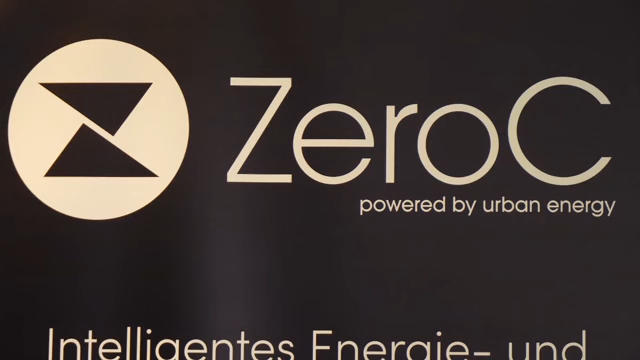 ZeroC
powered by urban energy
Intelligentes Energie- und